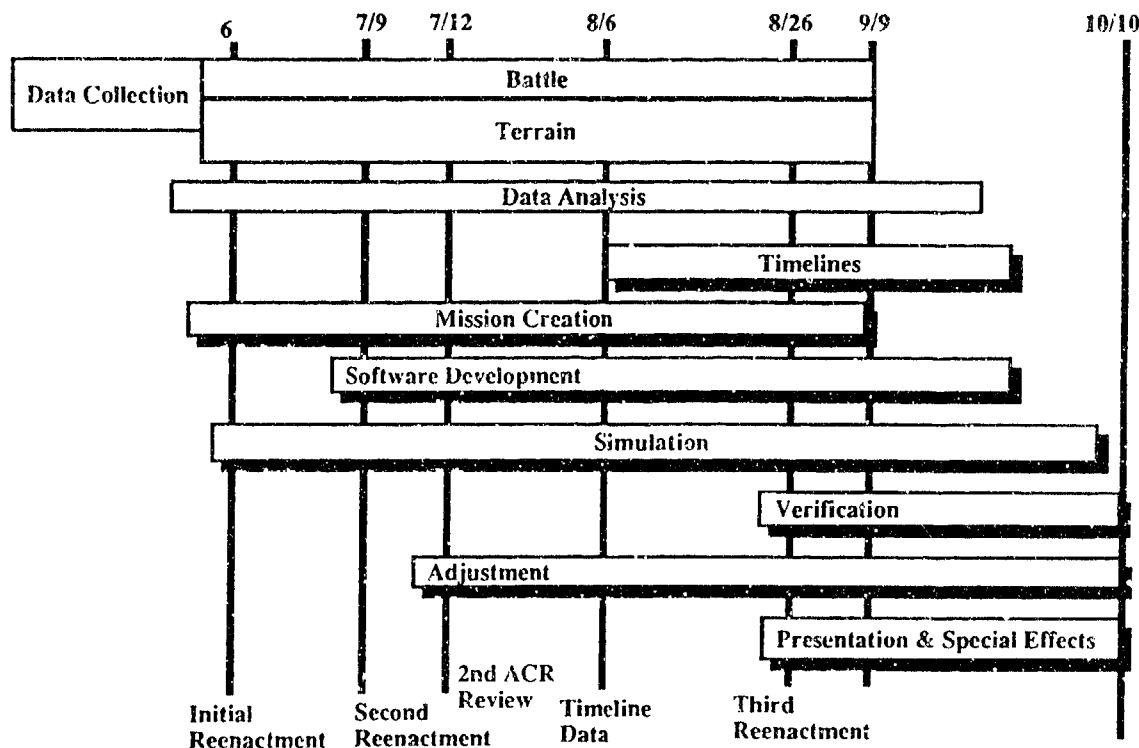 6 7/9 7/12 8/6 8/26 9/9 10/10
Battle
Data Collection
Terrain
Data Analysis
Timelines
Mission Creation
Software Development
Simulation
Verification
Adjustment
Presentation & Special Effects
2nd ACR
Review
Initial
Reenactment
Second
Reenactment
Timeline
Data
Third
Reenactment